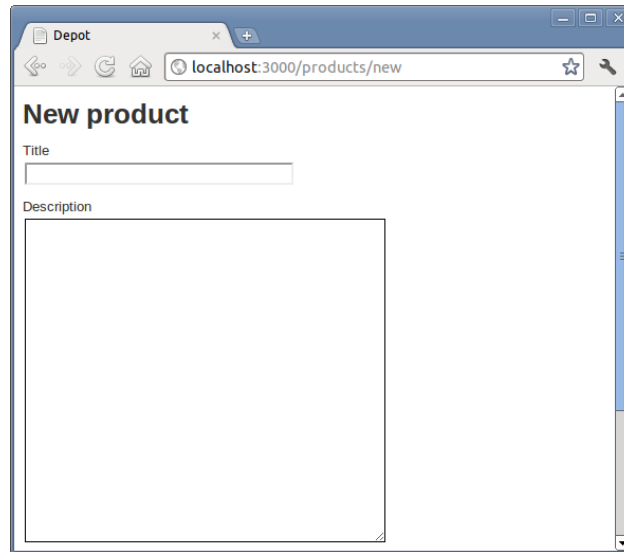 Depot
localhost:3000/products/new
New product
Title
Description